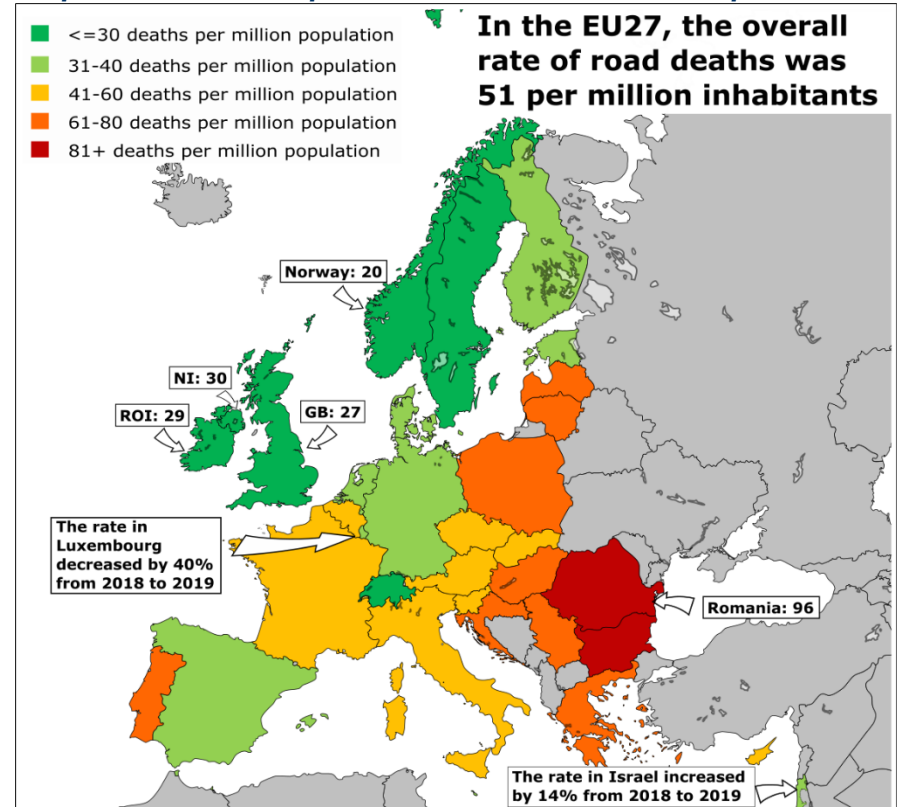 <=30 deaths per million population
31-40 deaths per million population
41-60 deaths per million population
61-80 deaths per million population
81+ deaths per million population
In the EU27, the overall
rate of road deaths was
51 per million inhabitants
Norway: 20
NI: 30
ROI: 29
GB: 27
The rate in
Luxembourg
decreased by 40%
from 2018 to 2019
Romania: 96
The rate in Israel increased
by 14% from 2018 to 2019